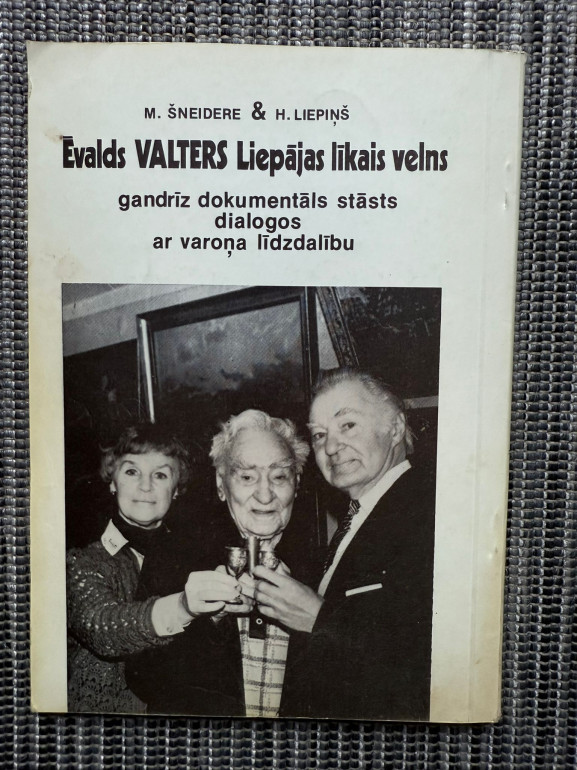 M. ŠNEIDERE & H. LIEPIŅŠ
Ēvalds VALTERS Liepājas līkais velns
gandrīz dokumentāls stāsts
dialogos
ar varoņa līdzdalību